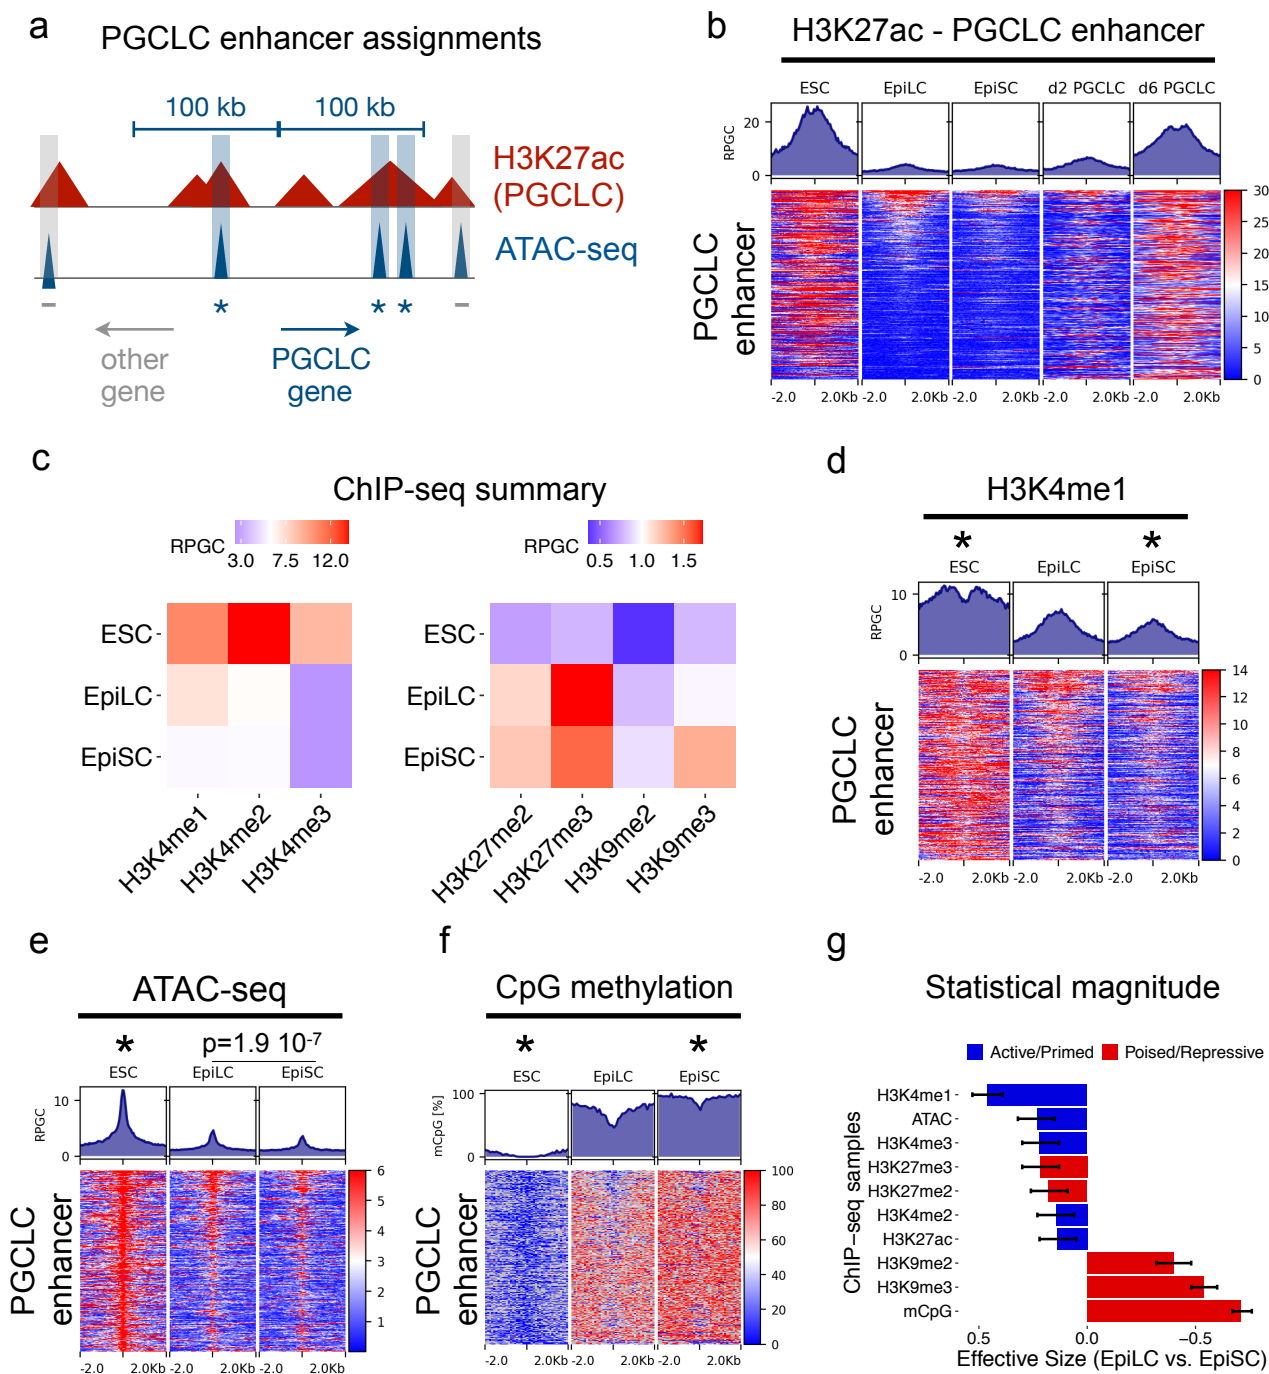 a
PGCLC enhancer assignments
100 kb 100 kb
H3K27ac
(PGCLC)
ATAC-seq
– * * * –
other
gene
PGCLC
gene
b
H3K27ac - PGCLC enhancer
ESC EpiLC EpiSC d2 PGCLC d6 PGCLC
RPGC
20
0
PGCLC
enhancer
30
25
20
15
10
5
0
-2.0 2.0Kb -2.0 2.0Kb -2.0 2.0Kb -2.0 2.0Kb -2.0 2.0Kb
c
ChIP-seq summary
RPGC
3.0 7.5 12.0
RPGC
0.5 1.0 1.5
ESC
EpiLC
EpiSC
H3K4me1
H3K4me2
H3K4me3
ESC
EpiLC
EpiSC
H3K27me2
H3K27me3
H3K9me2
H3K9me3
d
H3K4me1
* *
ESC EpiLC EpiSC
RPGC
10
0
PGCLC
enhancer
14
12
10
8
6
4
2
0
-2.0 2.0Kb -2.0 2.0Kb -2.0 2.0Kb
e
ATAC-seq
* p=1.9 10-7
ESC EpiLC EpiSC
RPGC
10
0
PGCLC
enhancer
6
5
4
3
2
1
-2.0 2.0Kb -2.0 2.0Kb -2.0 2.0Kb
f
CpG methylation
* *
ESC EpiLC EpiSC
mCpG [%]
100
0
PGCLC
enhancer
100
80
60
40
20
0
-2.0 2.0Kb -2.0 2.0Kb -2.0 2.0Kb
g
Statistical magnitude
Active/Primed Poised/Repressive
ChIP−seq samples
H3K4me1
ATAC
H3K4me3
H3K27me3
H3K27me2
H3K4me2
H3K27ac
H3K9me2
H3K9me3
mCpG
0.5 0.0 −0.5
Effective Size (EpiLC vs. EpiSC)